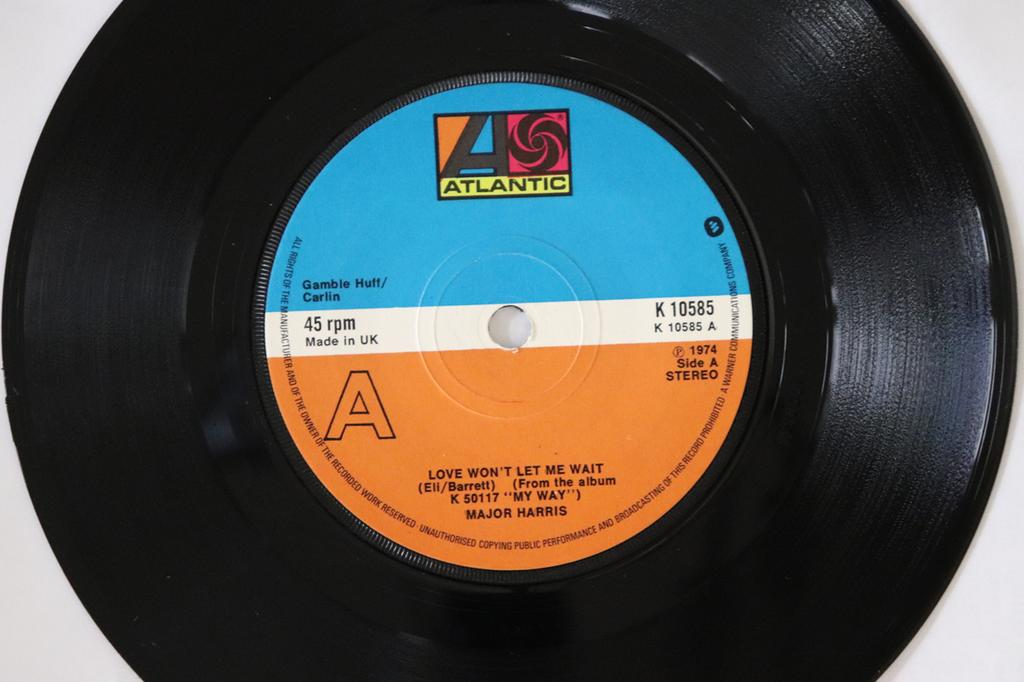 ATLANTIC
Gamble Huff/
Carlin
45 rpm
Made in UK
K 10585
K 10585 A
℗ 1974
Side A
STEREO
A
LOVE WON'T LET ME WAIT
(Eli/Barrett) (From the album
K 50117 "MY WAY")
MAJOR HARRIS
ALL RIGHTS OF THE MANUFACTURER AND OF THE OWNER OF THE RECORDED WORK RESERVED · UNAUTHORISED COPYING PUBLIC PERFORMANCE AND BROADCASTING OF THIS RECORD PROHIBITED · A WARNER COMMUNICATIONS COMPANY